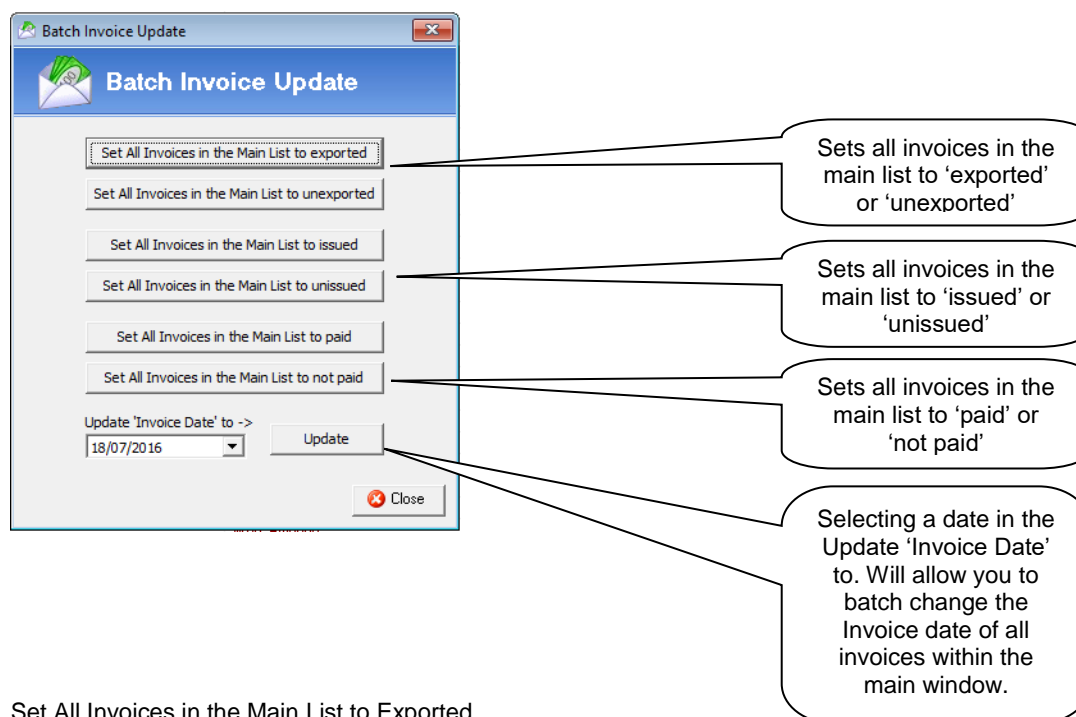 Batch Invoice Update
Batch Invoice Update
Set All Invoices in the Main List to exported
Set All Invoices in the Main List to unexported
Set All Invoices in the Main List to issued
Set All Invoices in the Main List to unissued
Set All Invoices in the Main List to paid
Set All Invoices in the Main List to not paid
Update 'Invoice Date' to ->
18/07/2016
Update
Close
Sets all invoices in the
main list to ‘exported’
or ‘unexported’
Sets all invoices in the
main list to ‘issued’ or
‘unissued’
Sets all invoices in the
main list to ‘paid’ or
‘not paid’
Selecting a date in the
Update ‘Invoice Date’
to. Will allow you to
batch change the
Invoice date of all
invoices within the
main window.
Set All Invoices in the Main List to Exported